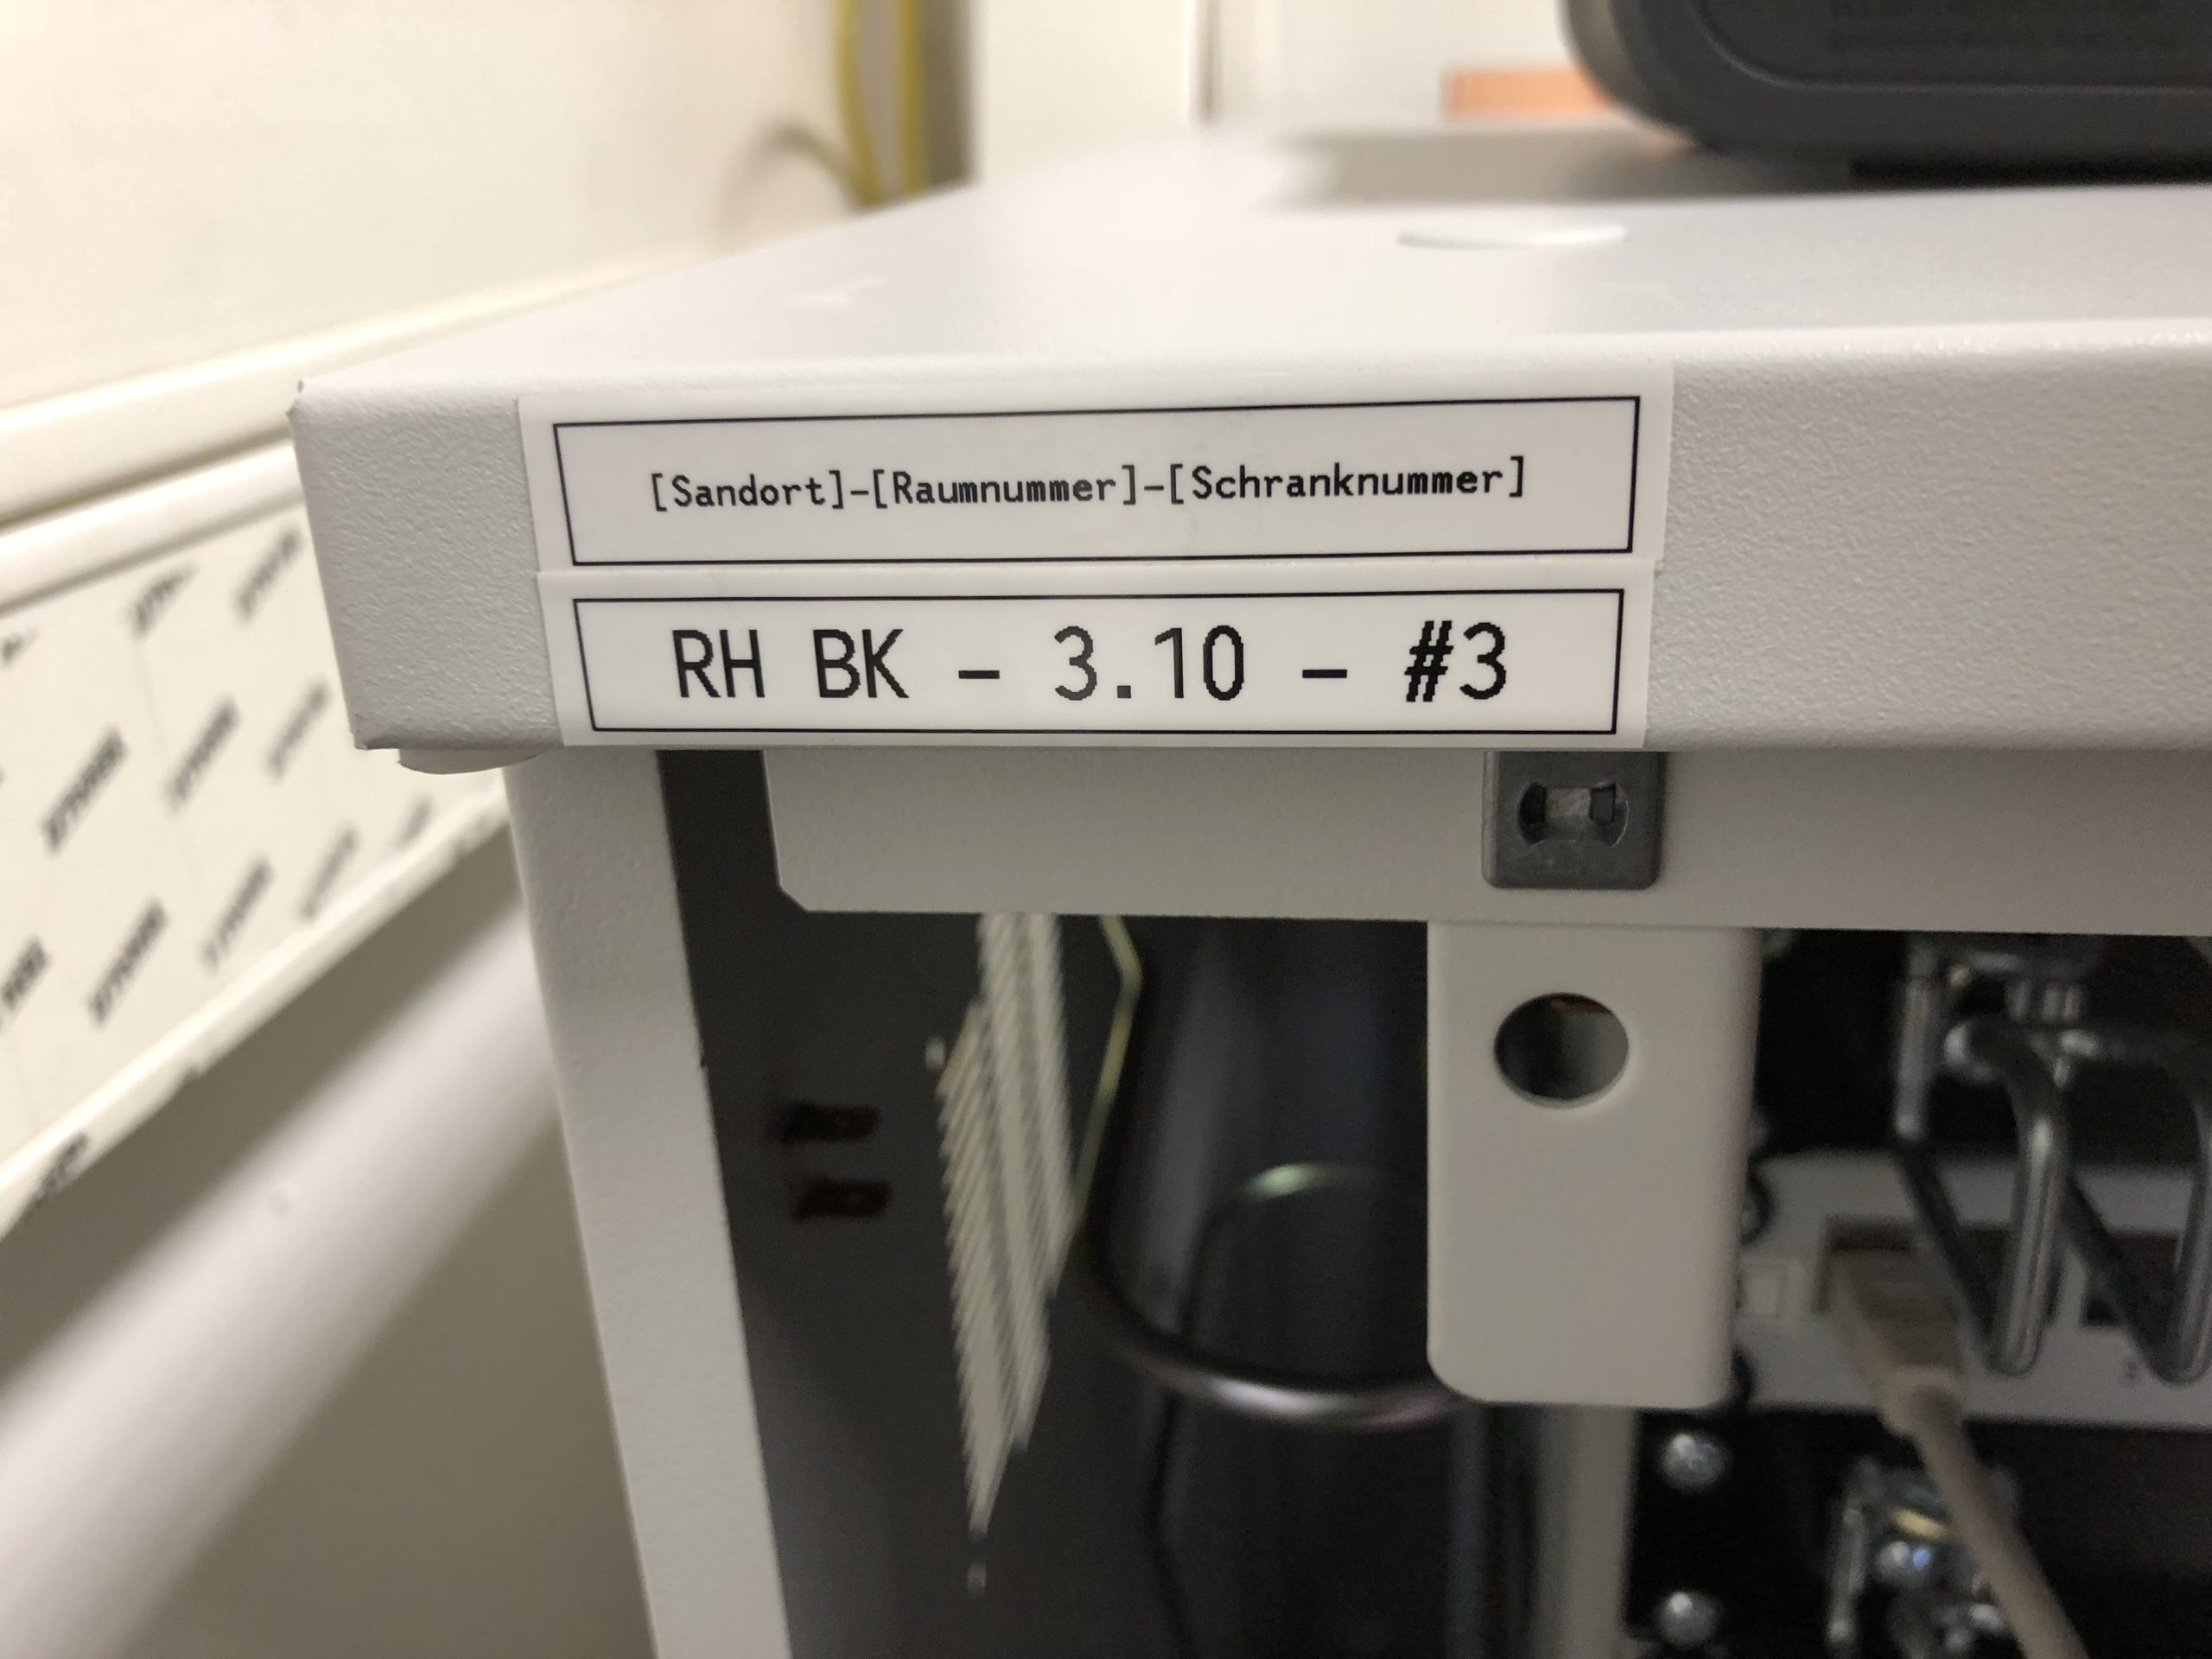 [Sandort]-[Raumnummer]-[Schranknummer]
RH BK - 3.10 - #3